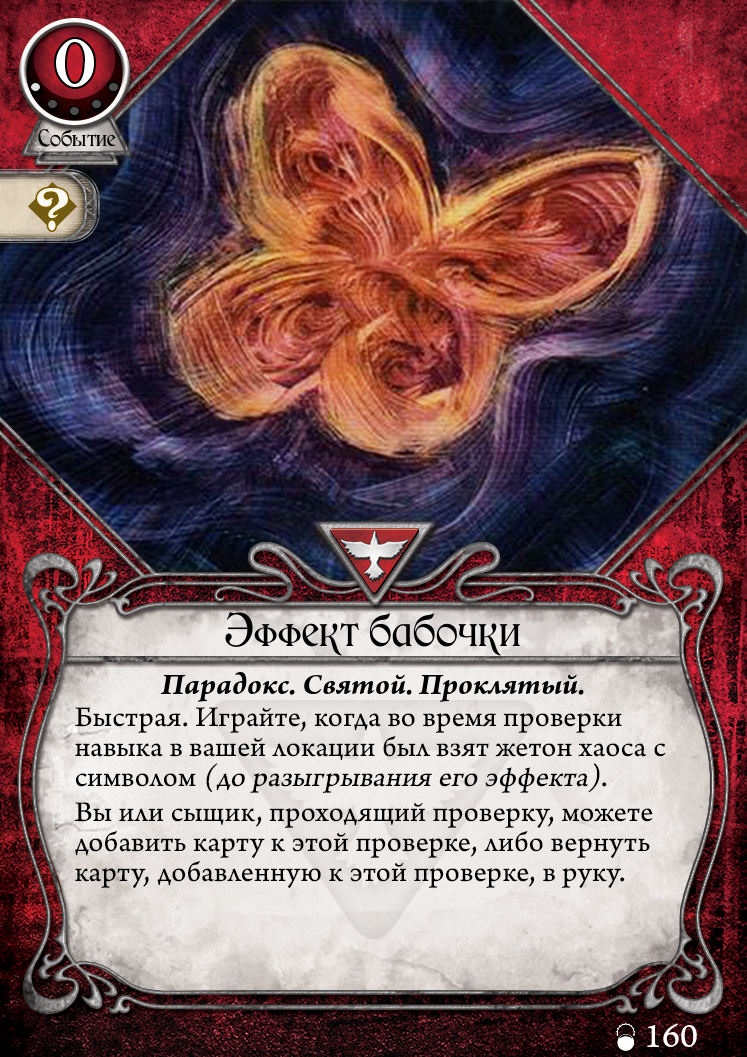 0
Событие
?
Эффект бабочки
Парадокс. Святой. Проклятый.
Быстрая. Играйте, когда во время проверки
навыка в вашей локации был взят жетон хаоса с
символом (до разыгрывания его эффекта).
Вы или сыщик, проходящий проверку, можете
добавить карту к этой проверке, либо вернуть
карту, добавленную к этой проверке, в руку.
160